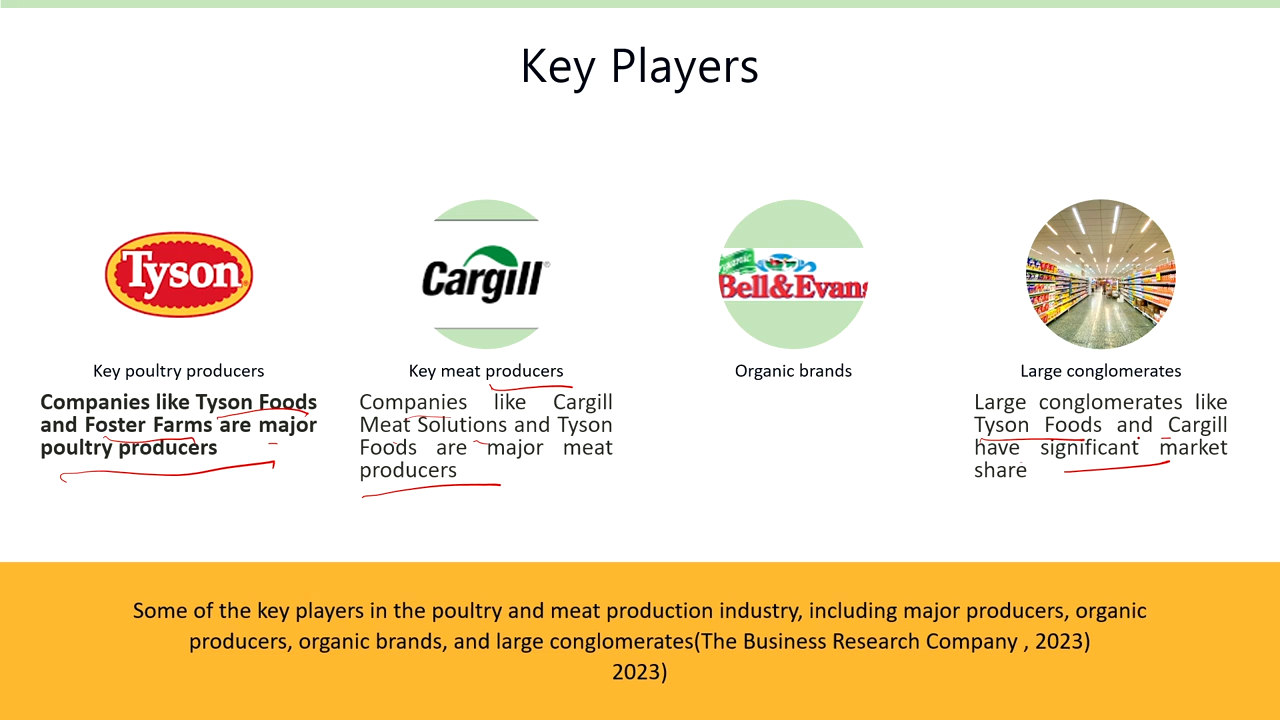 Key Players
Tyson
Cargill
Organic
Bell&Evans
Key poultry producers
Companies like Tyson Foods
and Foster Farms are major
poultry producers
Key meat producers
Companies like Cargill
Meat Solutions and Tyson
Foods are major meat
producers
Organic brands
Large conglomerates
Large conglomerates like
Tyson Foods and Cargill
have significant market
share
Some of the key players in the poultry and meat production industry, including major producers, organic
producers, organic brands, and large conglomerates(The Business Research Company , 2023)
2023)